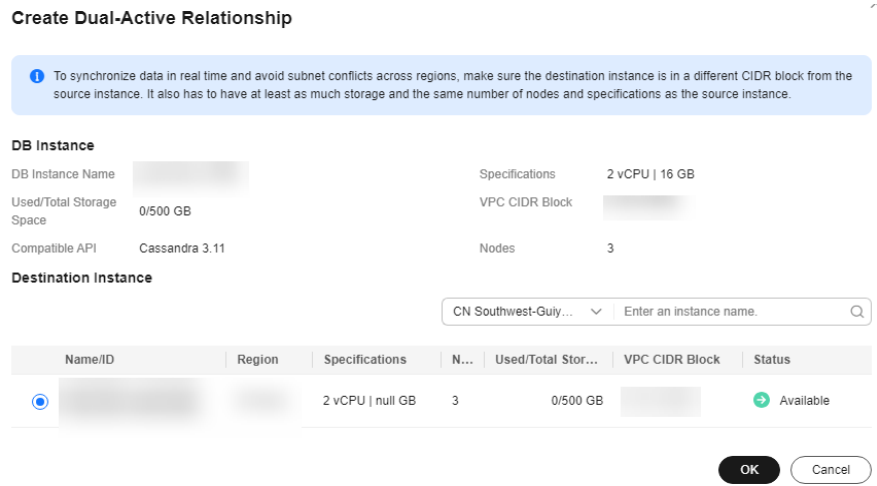 Create Dual-Active Relationship
To synchronize data in real time and avoid subnet conflicts across regions, make sure the destination instance is in a different CIDR block from the
source instance. It also has to have at least as much storage and the same number of nodes and specifications as the source instance.
DB Instance
DB Instance Name
Specifications 2 vCPU | 16 GB
Used/Total Storage
Space 0/500 GB
VPC CIDR Block
Compatible API Cassandra 3.11
Nodes 3
Destination Instance
CN Southwest-Guiy... Enter an instance name.
Name/ID Region Specifications N... Used/Total Stor... VPC CIDR Block Status
2 vCPU | null GB 3 0/500 GB Available
OK Cancel